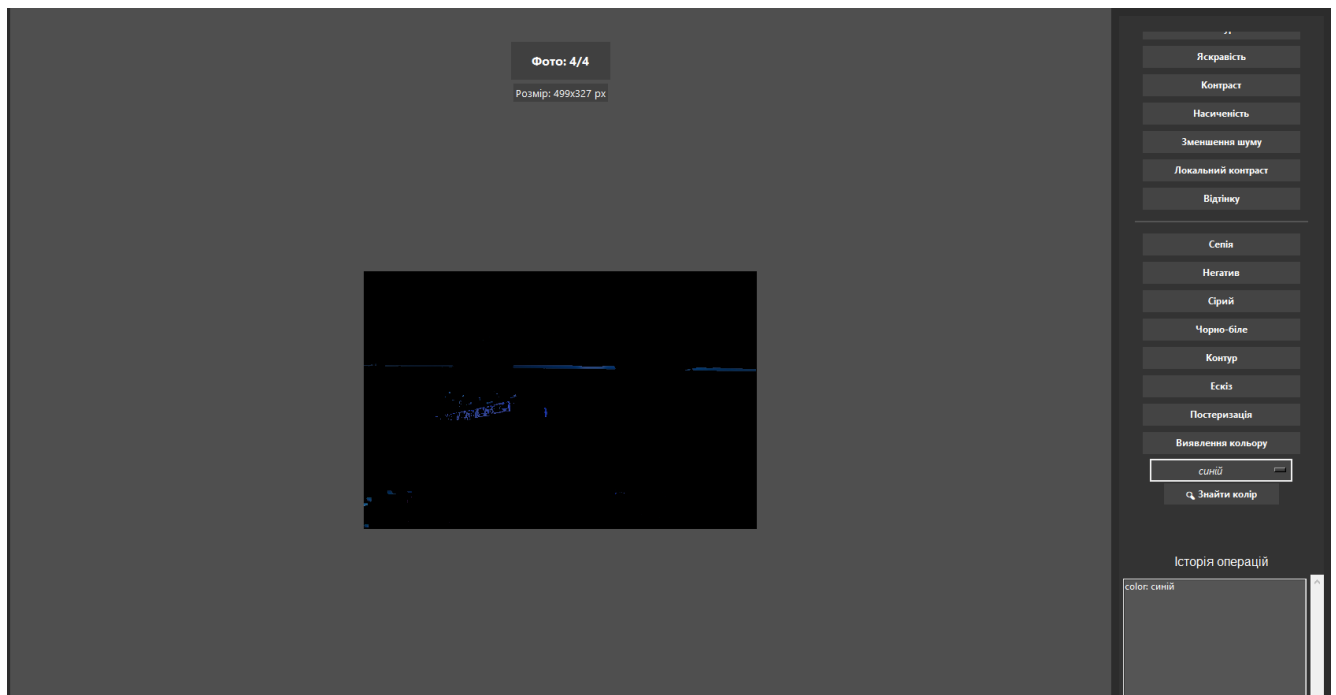 Фото: 4/4
Розмір: 499x327 px
Яскравість
Контраст
Насиченість
Зменшення шуму
Локальний контраст
Відтінку
Сепія
Негатив
Сірий
Чорно-біле
Контур
Ескіз
Постеризація
Виявлення кольору
синій
Знайти колір
Історія операцій
color: синій